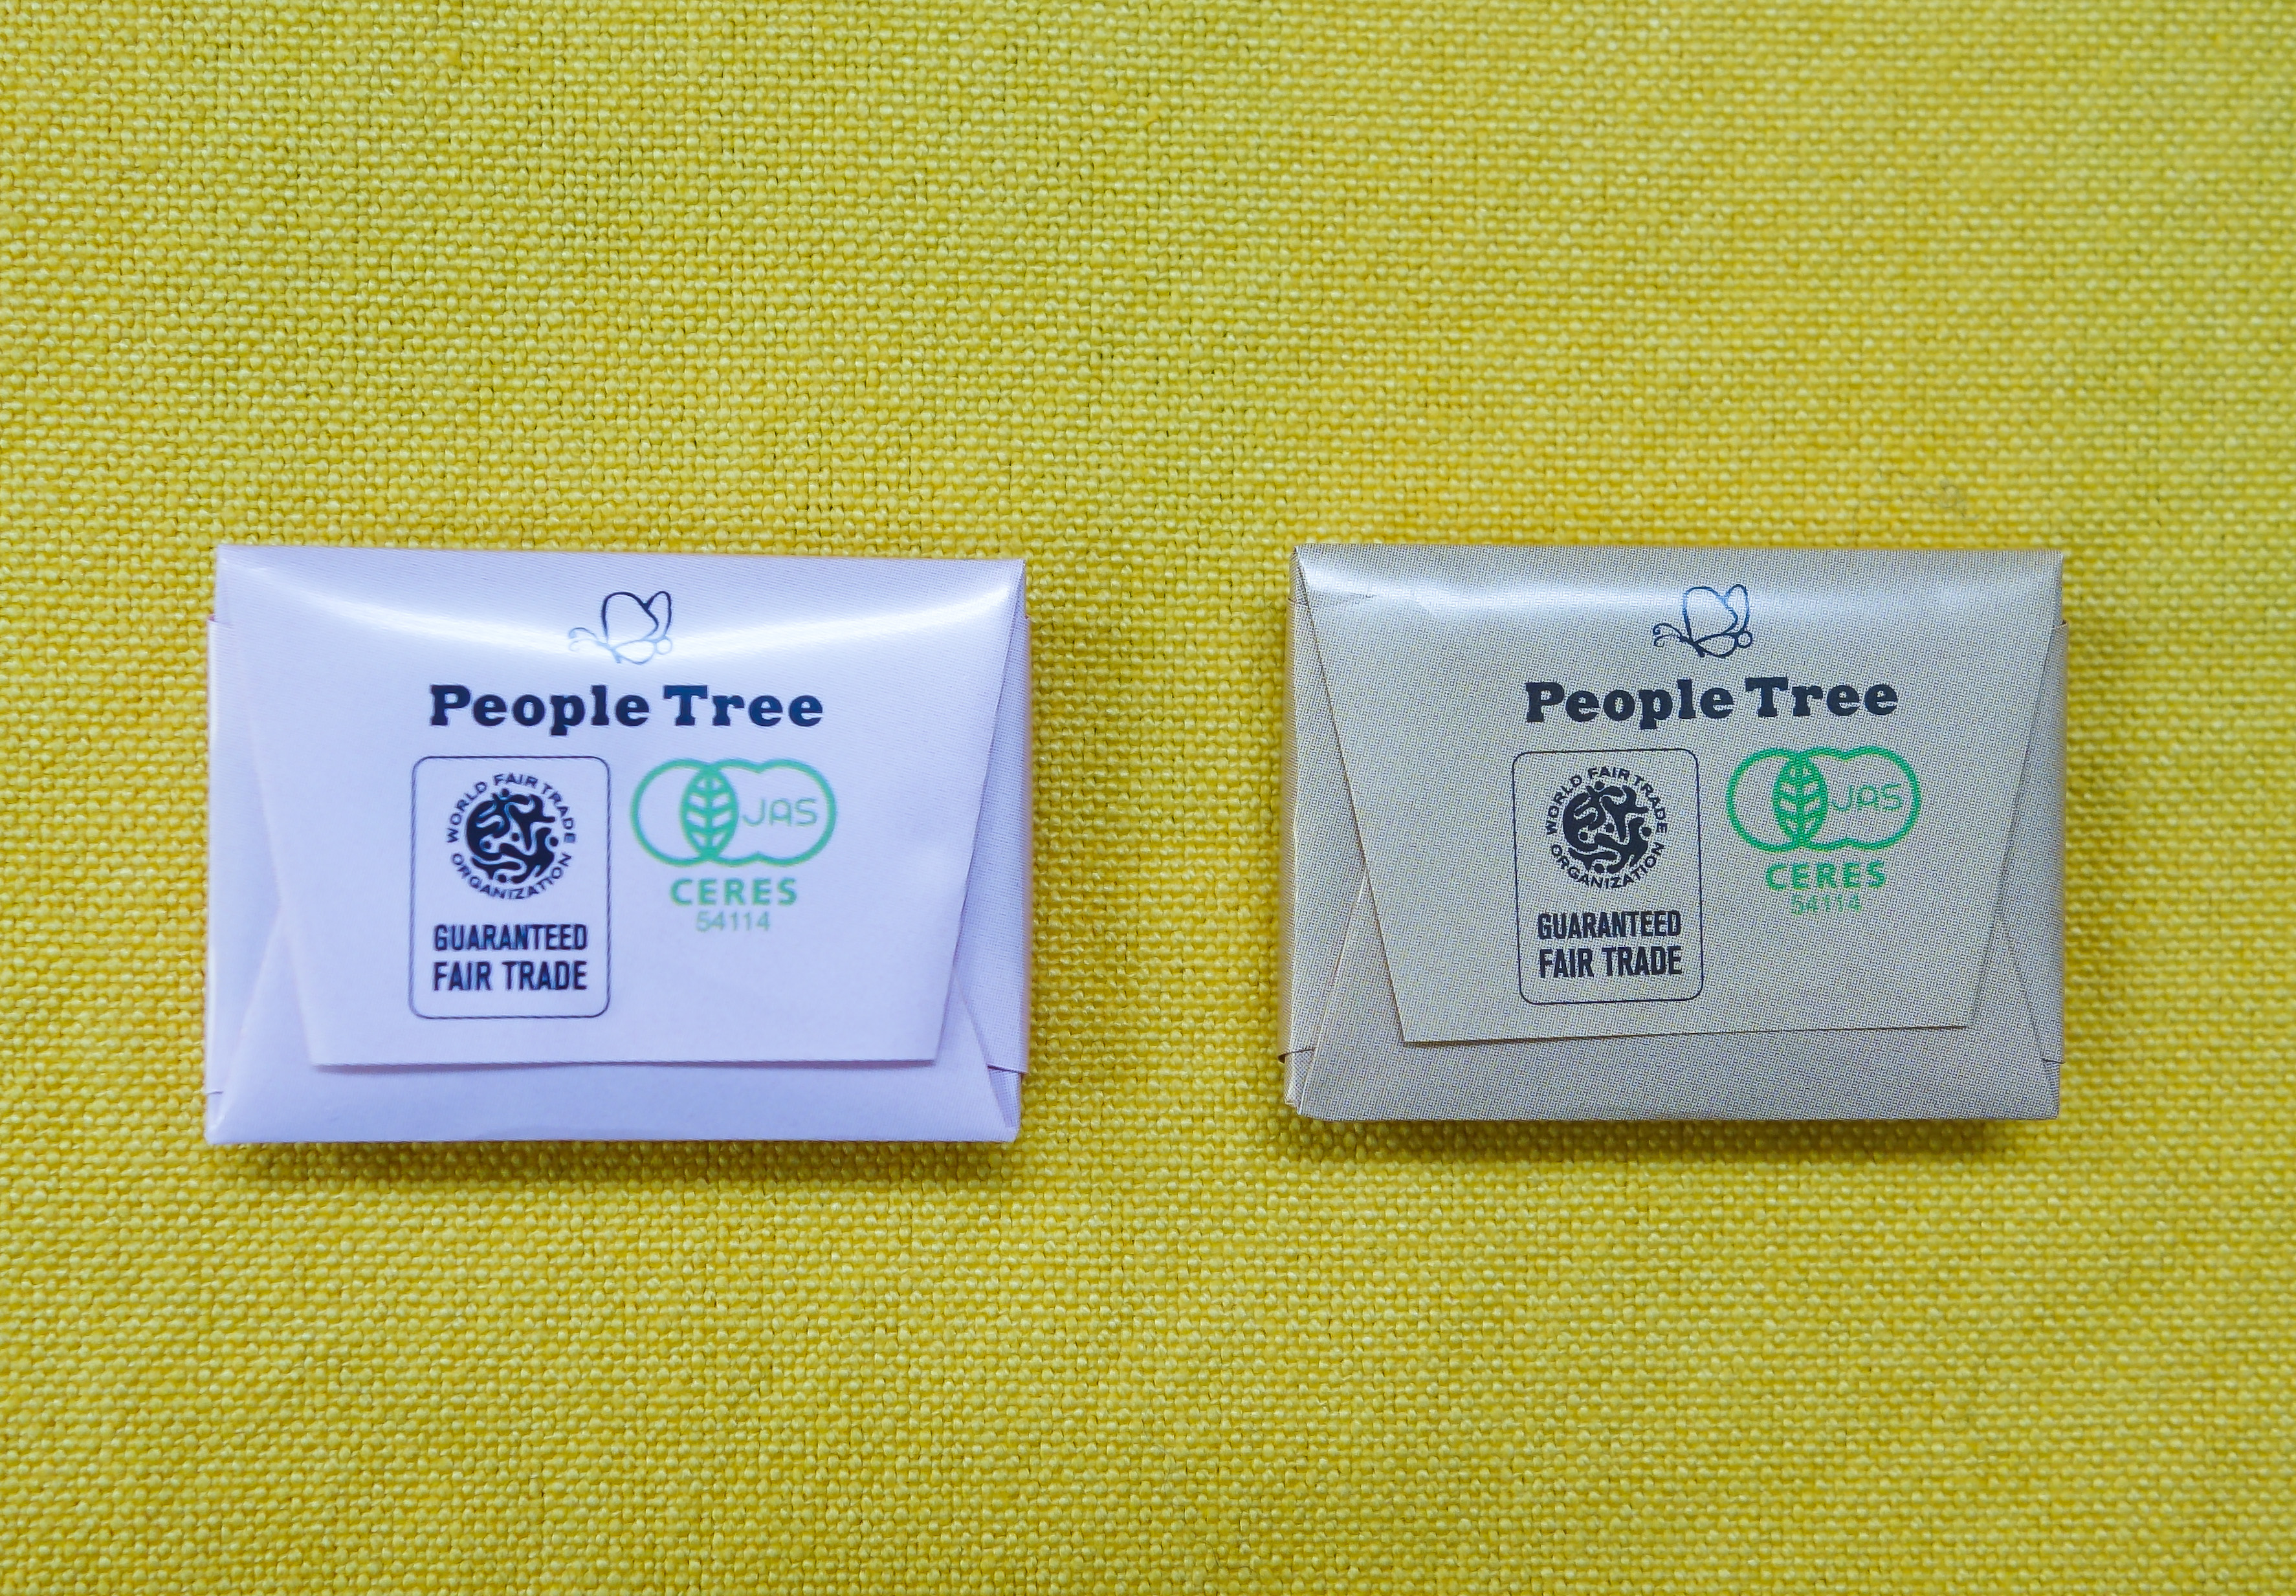 People Tree
WORLD FAIR TRADE
ORGANIZATION
GUARANTEED
FAIR TRADE
JAS
CERES
54114
People Tree
WORLD FAIR TRADE
ORGANIZATION
GUARANTEED
FAIR TRADE
JAS
CERES
54114